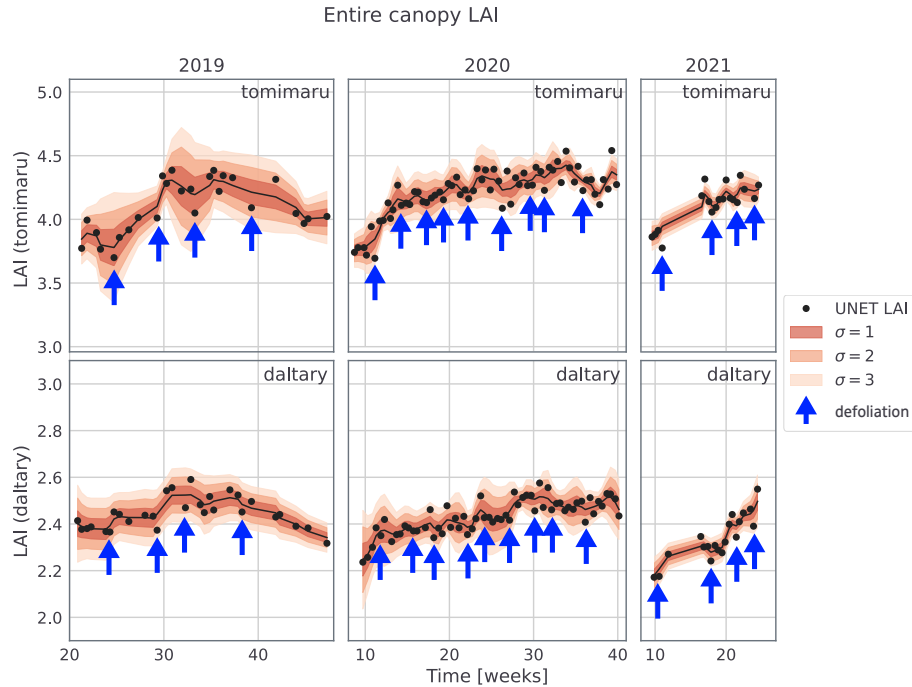 Entire canopy LAI
2019 2020 2021
tomimaru tomimaru tomimaru
5.0
4.5
4.0
3.5
3.0
LAI (tomimaru)
daltary daltary daltary
3.0
2.8
2.6
2.4
2.2
2.0
LAI (daltary)
20 30 40 10 20 30 40 10 20
Time [weeks]
UNET LAI
σ = 1
σ = 2
σ = 3
defoliation